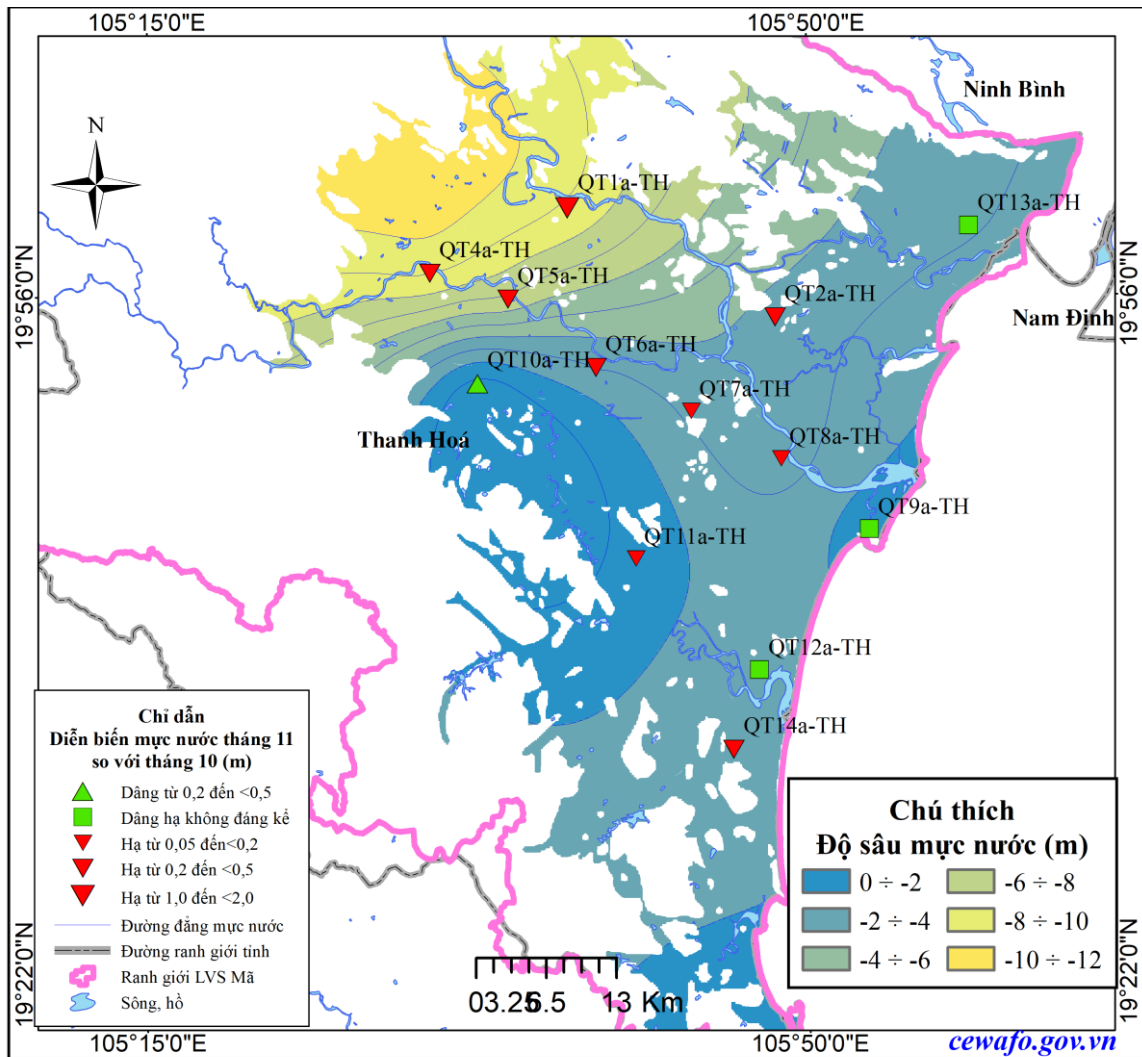 105°15'0"E
105°50'0"E
Ninh Bình
N
QT1a-TH
QT13a-TH
QT4a-TH
QT5a-TH
19°56'0"N
19°56'0"N
QT2a-TH
Nam Định
QT6a-TH
QT10a-TH
QT7a-TH
Thanh Hoá
QT8a-TH
QT9a-TH
QT11a-TH
QT12a-TH
QT14a-TH
Chỉ dẫn
Diễn biến mực nước tháng 11
so với tháng 10 (m)
Dâng từ 0,2 đến <0,5
Dâng hạ không đáng kể
Hạ từ 0,05 đến<0,2
Hạ từ 0,2 đến <0,5
Hạ từ 1,0 đến <2,0
Đường đẳng mực nước
Đường ranh giới tỉnh
Ranh giới LVS Mã
Sông, hồ
Chú thích
Độ sâu mực nước (m)
0 ÷ -2
-6 ÷ -8
-2 ÷ -4
-8 ÷ -10
-4 ÷ -6
-10 ÷ -12
19°22'0"N
19°22'0"N
03.256.5 13 Km
105°15'0"E
105°50'0"E
cewafo.gov.vn